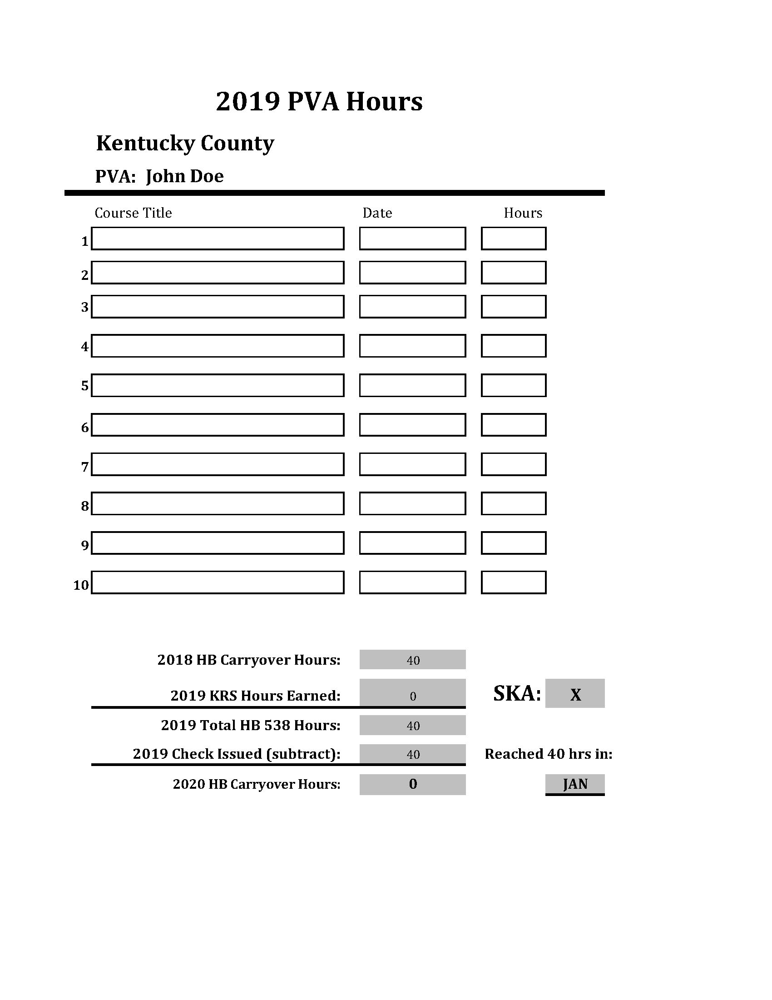 2019 PVA Hours
Kentucky County
PVA: John Doe
Course Title Date Hours
1
2
3
4
5
6
7
8
9
10
2018 HB Carryover Hours: 40
2019 KRS Hours Earned: 0 SKA: X
2019 Total HB 538 Hours: 40
2019 Check Issued (subtract): 40 Reached 40 hrs in:
2020 HB Carryover Hours: 0 JAN